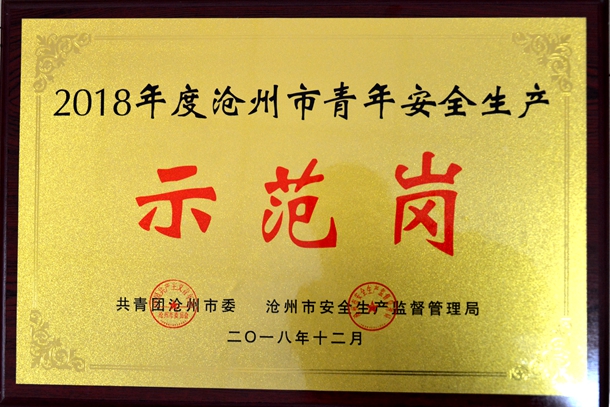 2018年度沧州市青年安全生产
示范岗
共青团沧州市委 沧州市安全生产监督管理局
二〇一八年十二月